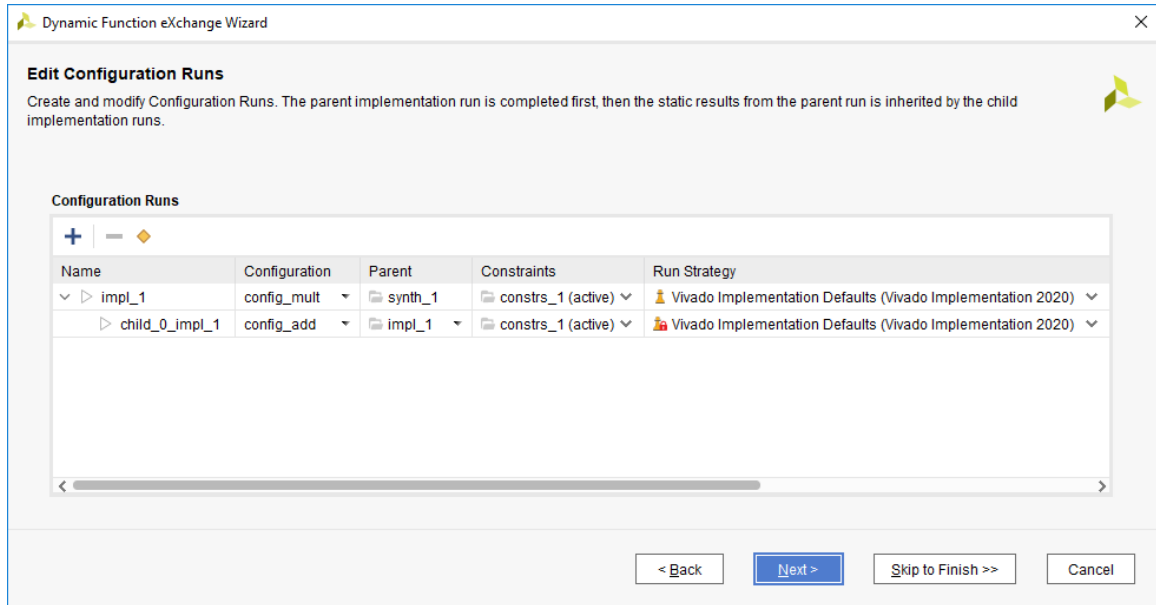 Dynamic Function eXchange Wizard
Edit Configuration Runs
Create and modify Configuration Runs. The parent implementation run is completed first, then the static results from the parent run is inherited by the child
implementation runs.
Configuration Runs
Name Configuration Parent Constraints Run Strategy
impl_1 config_mult synth_1 constrs_1 (active) Vivado Implementation Defaults (Vivado Implementation 2020)
child_0_impl_1 config_add impl_1 constrs_1 (active) Vivado Implementation Defaults (Vivado Implementation 2020)
< Back Next > Skip to Finish >> Cancel